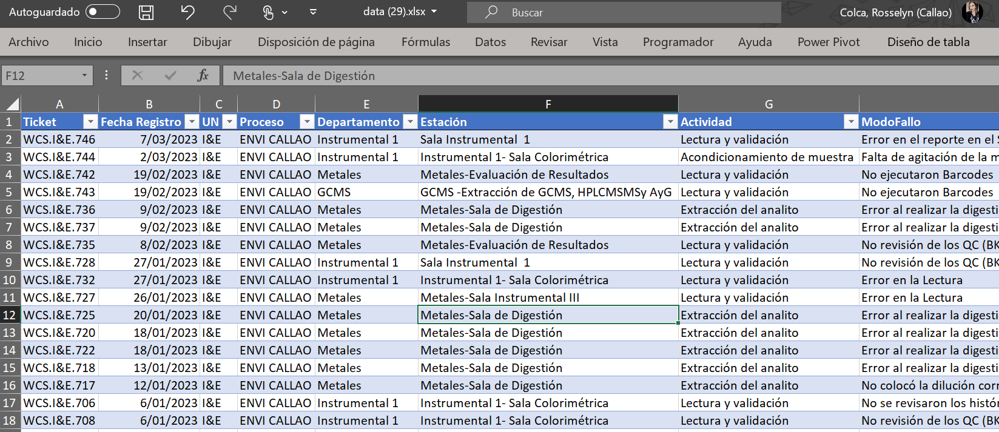 Autoguardado data (29).xlsx Buscar Colca, Rosselyn (Callao)
Archivo Inicio Insertar Dibujar Disposición de página Fórmulas Datos Revisar Vista Programador Ayuda Power Pivot Diseño de tabla
F12 fx Metales-Sala de Digestión
A B C D E F G
1 Ticket Fecha Registro UN Proceso Departamento Estación Actividad ModoFallo
2 WCS.I&E.746 7/03/2023 I&E ENVI CALLAO Instrumental 1 Sala Instrumental 1 Lectura y validación Error en el reporte en el
3 WCS.I&E.744 2/03/2023 I&E ENVI CALLAO Instrumental 1 Instrumental 1- Sala Colorimétrica Acondicionamiento de muestra Falta de agitación de la
4 WCS.I&E.742 19/02/2023 I&E ENVI CALLAO Metales Metales-Evaluación de Resultados Lectura y validación No ejecutaron Barcodes
5 WCS.I&E.743 19/02/2023 I&E ENVI CALLAO GCMS GCMS -Extracción de GCMS, HPLCMSMSy AyG Lectura y validación No ejecutaron Barcodes
6 WCS.I&E.736 9/02/2023 I&E ENVI CALLAO Metales Metales-Sala de Digestión Extracción del analito Error al realizar la digesti
7 WCS.I&E.737 9/02/2023 I&E ENVI CALLAO Metales Metales-Sala de Digestión Extracción del analito Error al realizar la digesti
8 WCS.I&E.735 8/02/2023 I&E ENVI CALLAO Metales Metales-Evaluación de Resultados Lectura y validación No revisión de los QC (BK
9 WCS.I&E.728 27/01/2023 I&E ENVI CALLAO Instrumental 1 Sala Instrumental 1 Lectura y validación No revisión de los QC (BK
10 WCS.I&E.732 27/01/2023 I&E ENVI CALLAO Instrumental 1 Instrumental 1- Sala Colorimétrica Lectura y validación Error en la Lectura
11 WCS.I&E.727 26/01/2023 I&E ENVI CALLAO Metales Metales-Sala Instrumental III Lectura y validación Error en la Lectura
12 WCS.I&E.725 20/01/2023 I&E ENVI CALLAO Metales Metales-Sala de Digestión Extracción del analito Error al realizar la digesti
13 WCS.I&E.720 18/01/2023 I&E ENVI CALLAO Metales Metales-Sala de Digestión Extracción del analito Error al realizar la digesti
14 WCS.I&E.722 18/01/2023 I&E ENVI CALLAO Metales Metales-Sala de Digestión Extracción del analito Error al realizar la digesti
15 WCS.I&E.718 13/01/2023 I&E ENVI CALLAO Metales Metales-Sala de Digestión Extracción del analito Error al realizar la digesti
16 WCS.I&E.717 12/01/2023 I&E ENVI CALLAO Metales Metales-Sala de Digestión Extracción del analito No colocó la dilución corr
17 WCS.I&E.706 6/01/2023 I&E ENVI CALLAO Instrumental 1 Instrumental 1- Sala Colorimétrica Lectura y validación No se revisaron los histó
18 WCS.I&E.708 6/01/2023 I&E ENVI CALLAO Instrumental 1 Instrumental 1- Sala Colorimétrica Lectura y validación No revisión de los QC (BK